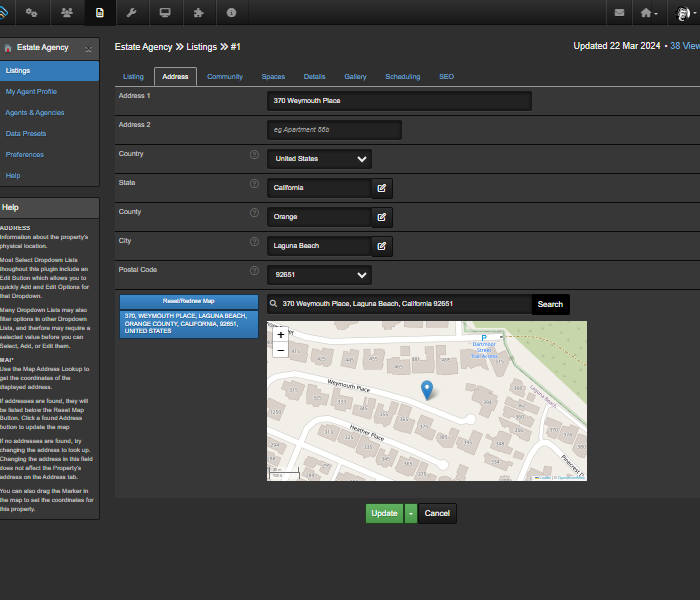 Estate Agency
Estate Agency » Listings » #1
Updated 22 Mar 2024 • 38 View
Listings
My Agent Profile
Agents & Agencies
Data Presets
Preferences
Help
Listing
Address
Community
Spaces
Details
Gallery
Scheduling
SEO
Address 1
370 Weymouth Place
Address 2
eg Apartment 66b
Country
United States
State
California
County
Orange
City
Laguna Beach
Postal Code
92651
Help
ADDRESS
Information about the property's
physical location.
Most Select Dropdown Lists
thoughout this plugin include an
Edit Button which allows you to
quickly Add and Edit Options for
that Dropdown.
Many Dropdown Lists may also
filter options in other Dropdown
Lists, and therfore may require a
selected value before you can
Select, Add, or Edit them.
MAP
Use the Map Address Lookup to
get the coordinates of the
displayed address.
If addresses are found, they will
be listed below the Reset Map
Button. Click a found Address
button to update the map
If no addresses are found, try
changing the address to look up.
Changing the address in this field
does not affect the Property's
address on the Address tab.
You can also drag the Marker in
the map to set the coordinates for
this property.
Reset/Redraw Map
370, WEYMOUTH PLACE, LAGUNA BEACH,
ORANGE COUNTY, CALIFORNIA, 92651,
UNITED STATES
370 Weymouth Place, Laguna Beach, California 92651
Search
+
−
P
Dartmoor
Street
Trail Access
Weymouth Place
Heather Place
Laguna Beach
Pinecrest D
Update
Cancel